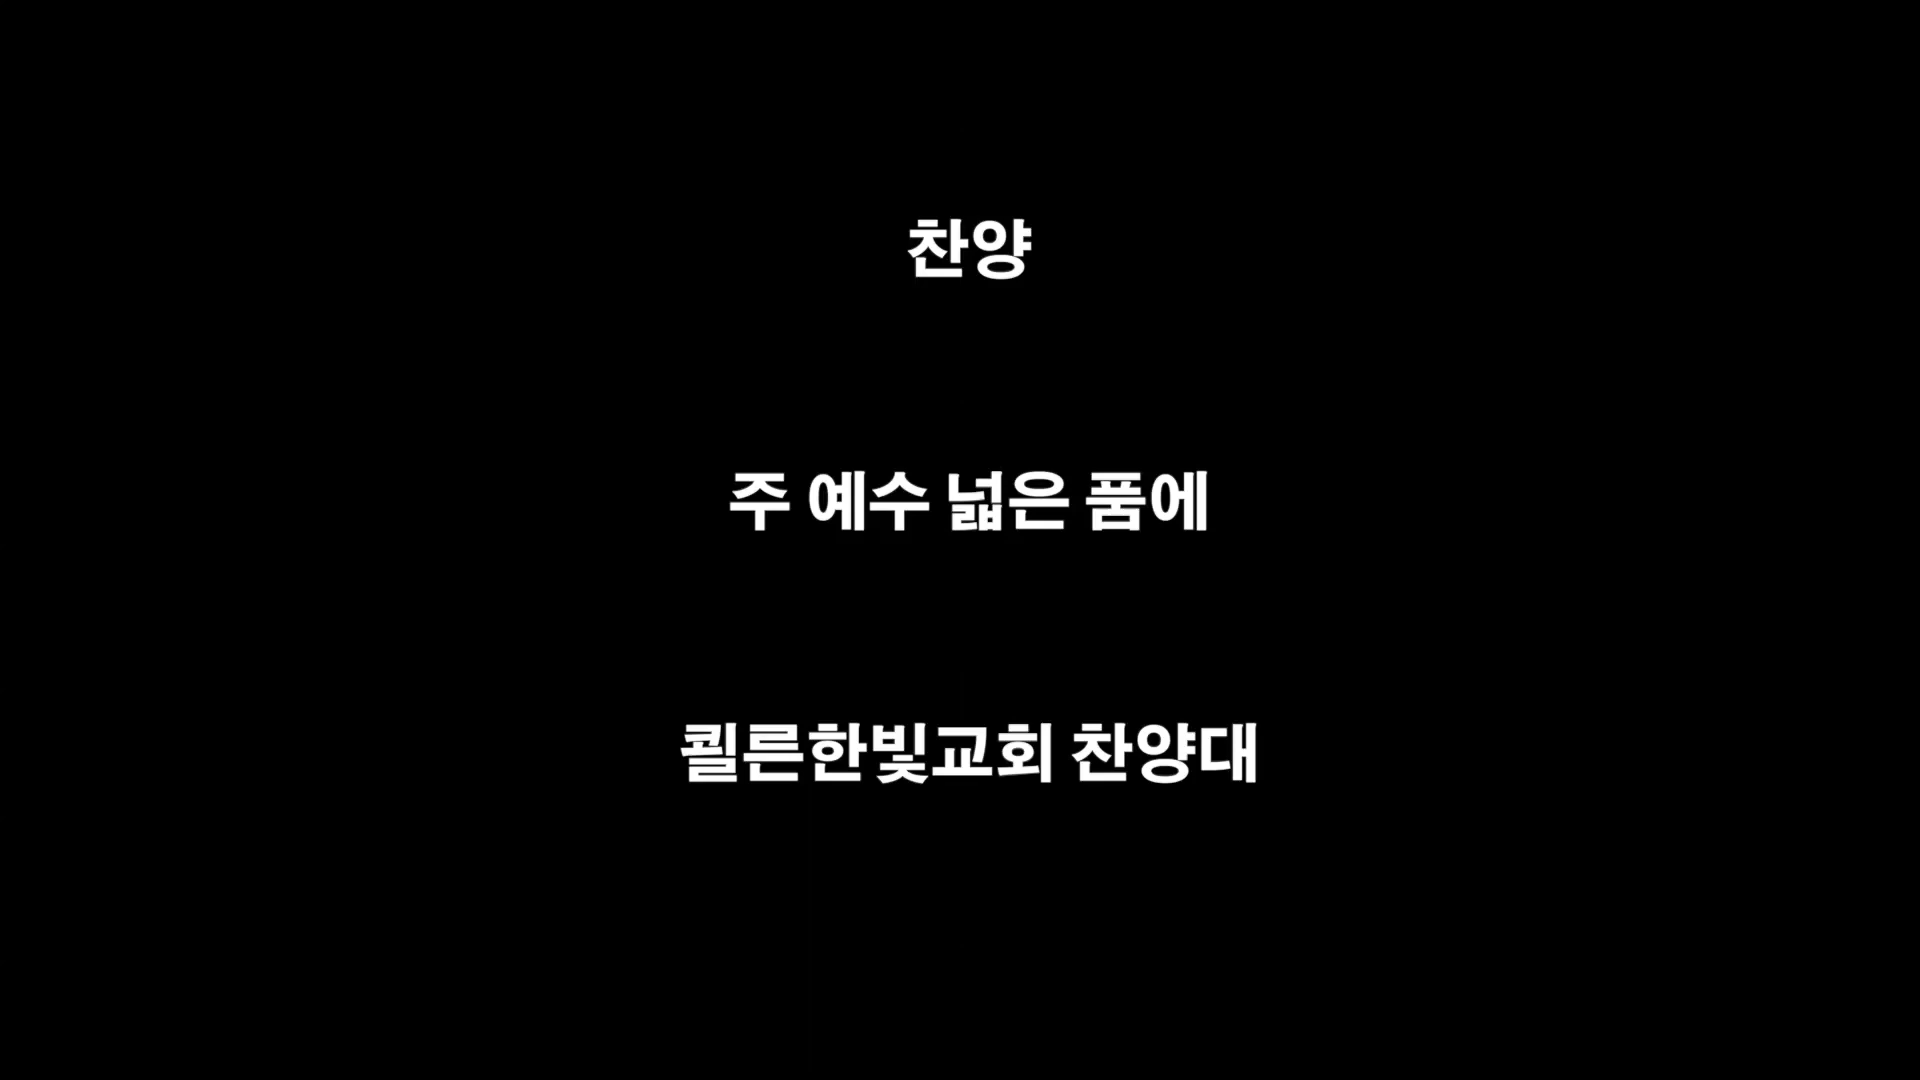 찬양
주 예수 넓은 품에
쾰른한빛교회 찬양대